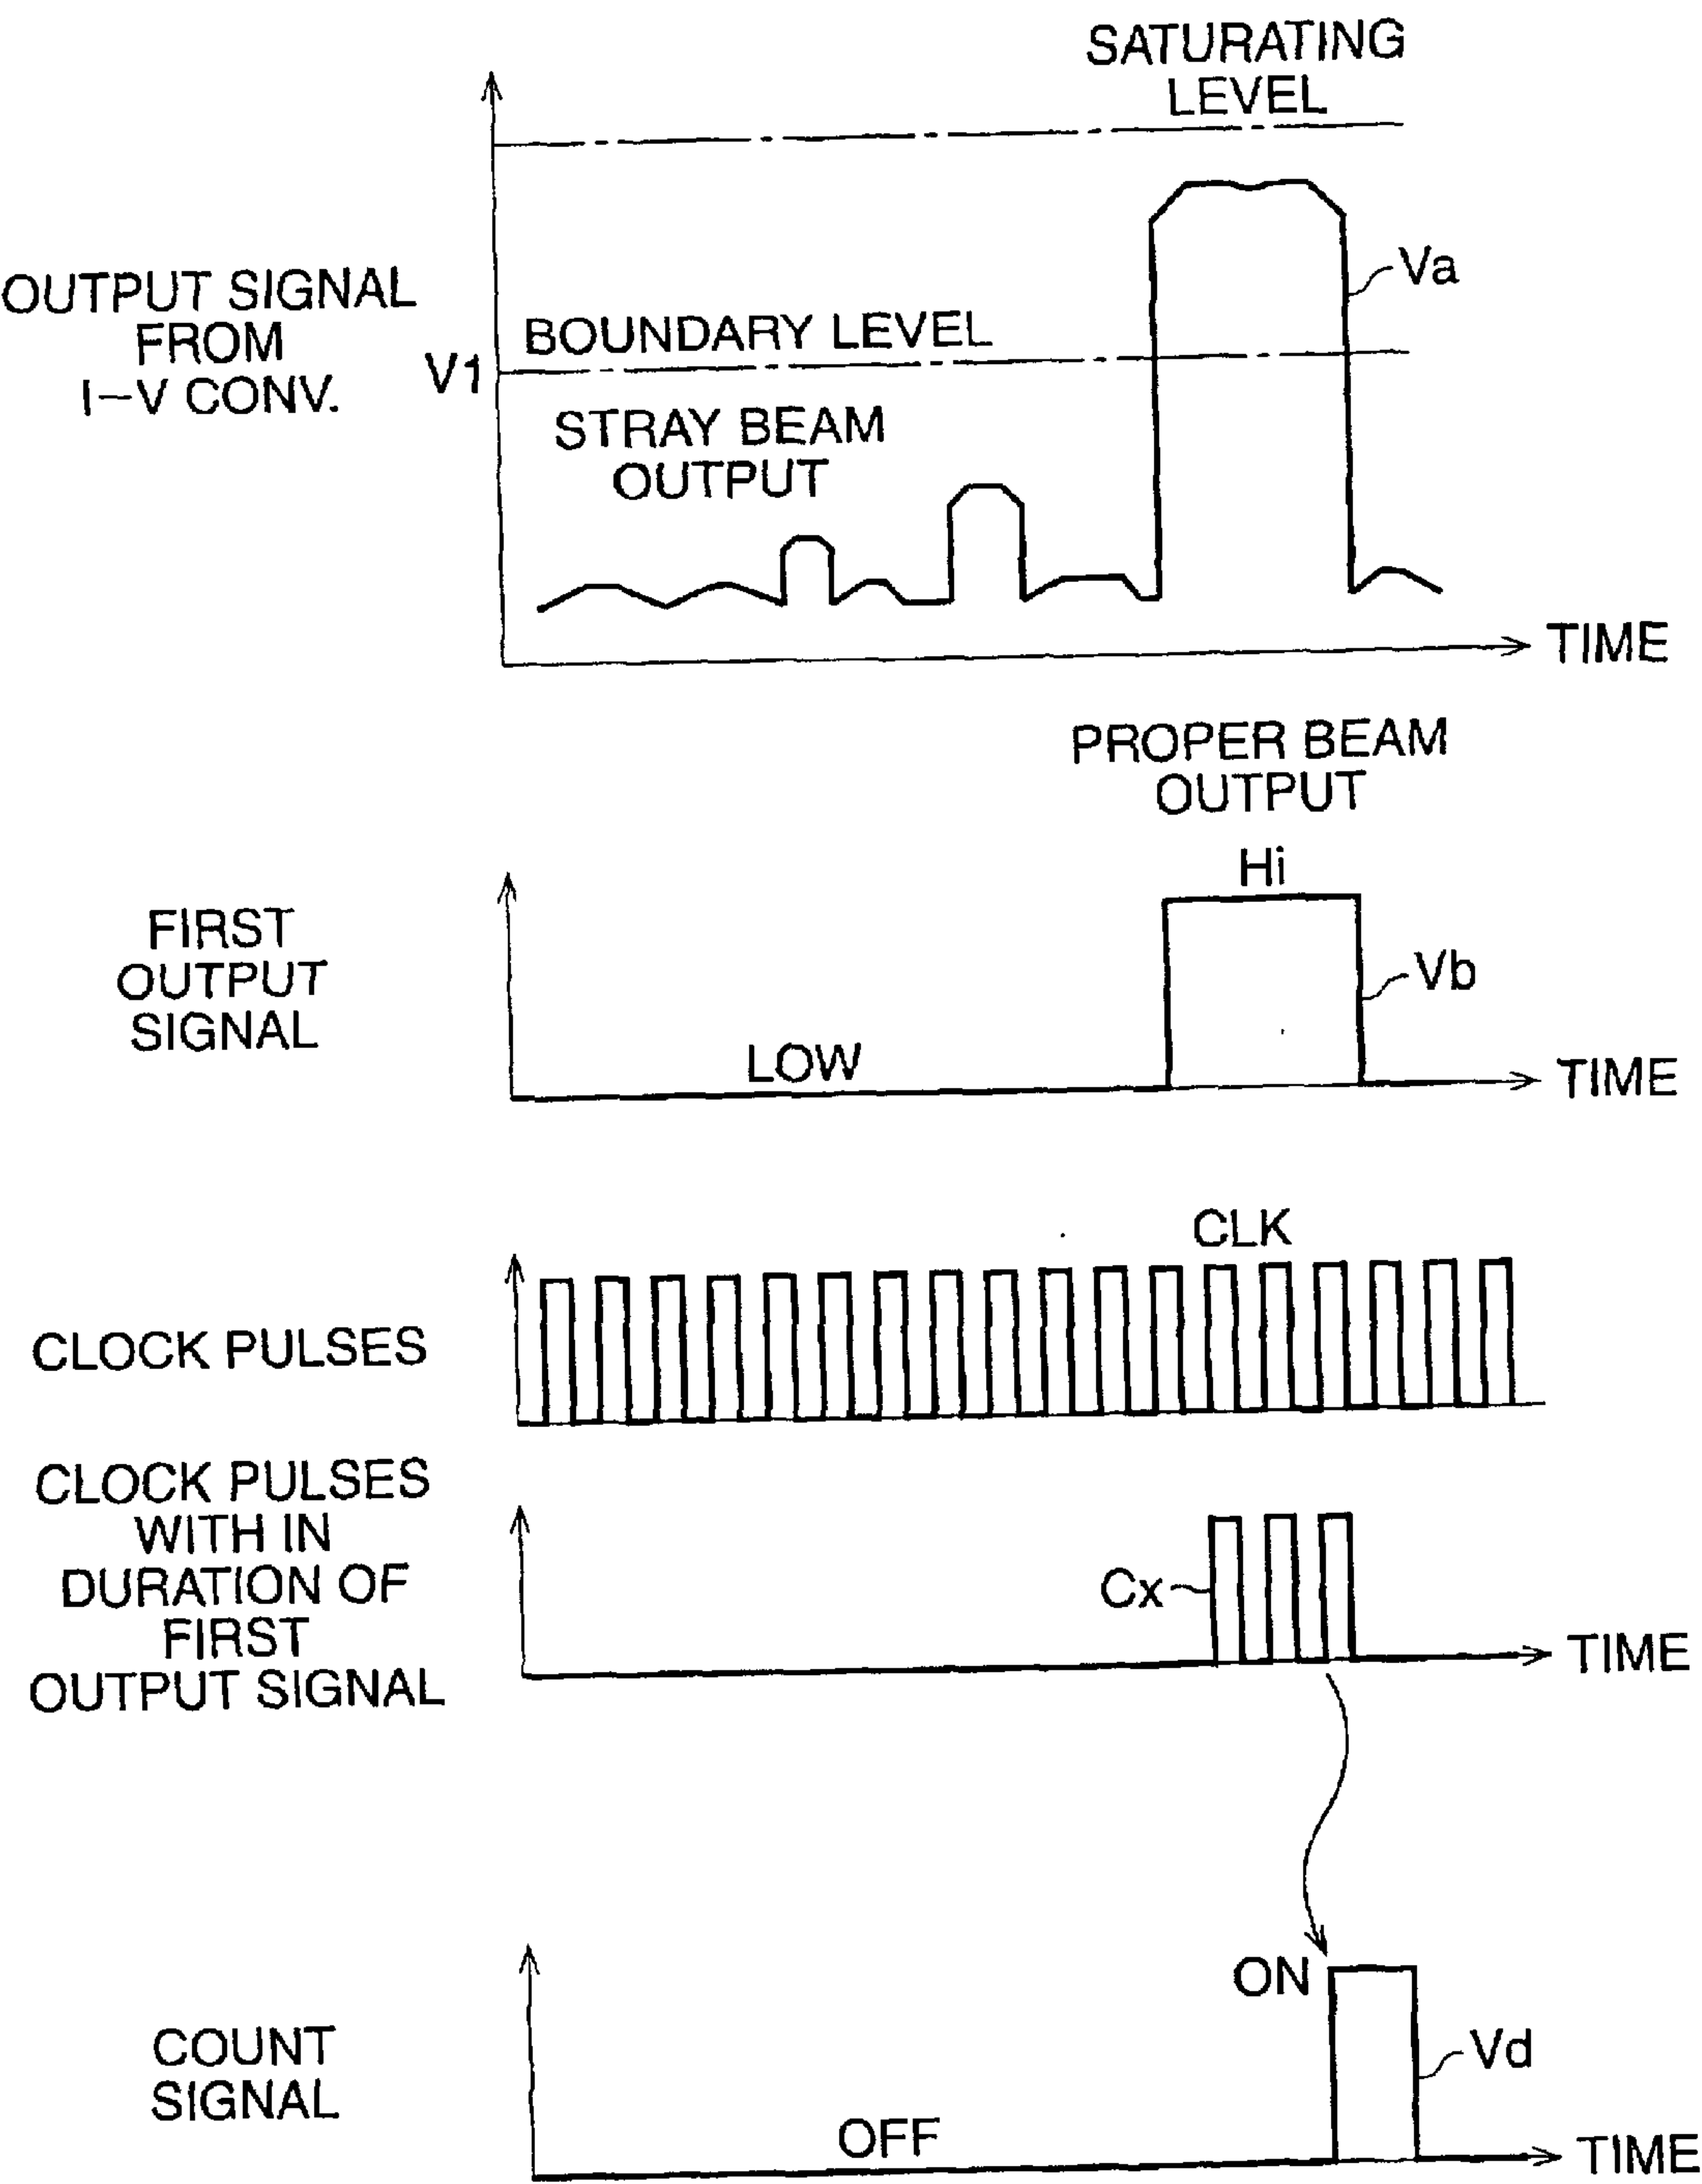 SATURATING
LEVEL
OUTPUT SIGNAL
FROM
I-V CONV.
Va
BOUNDARY LEVEL
V1
STRAY BEAM
OUTPUT
TIME
PROPER BEAM
OUTPUT
Hi
FIRST
OUTPUT
SIGNAL
Vb
LOW
TIME
CLK
CLOCK PULSES
CLOCK PULSES
WITH IN
DURATION OF
FIRST
OUTPUT SIGNAL
Cx
TIME
ON
COUNT
SIGNAL
Vd
OFF
TIME